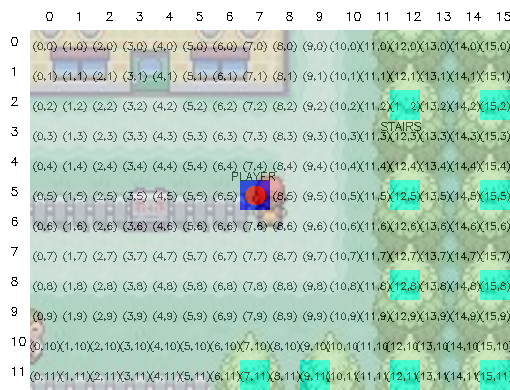 0 1 2 3 4 5 6 7 8 9 10 11 12 13 14 15
0 (0,0) (1,0) (2,0) (3,0) (4,0) (5,0) (6,0) (7,0) (8,0) (9,0) (10,0)(11,0)(12,0)(13,0)(14,0)(15,0)
1 (0,1) (1,1) (2,1) (3,1) (4,1) (5,1) (6,1) (7,1) (8,1) (9,1) (10,1)(11,1)(12,1)(13,1)(14,1)(15,1)
2 (0,2) (1,2) (2,2) (3,2) (4,2) (5,2) (6,2) (7,2) (8,2) (9,2) (10,2)(11,2)(1 2)(13,2)(14,2)(15,2)
STAIRS
3 (0,3) (1,3) (2,3) (3,3) (4,3) (5,3) (6,3) (7,3) (8,3) (9,3) (10,3)(11,3)(12,3)(13,3)(14,3)(15,3)
4 (0,4) (1,4) (2,4) (3,4) (4,4) (5,4) (6,4) (7,4) (8,4) (9,4) (10,4)(11,4)(12,4)(13,4)(14,4)(15,4)
PLAYER
5 (0,5) (1,5) (2,5) (3,5) (4,5) (5,5) (6,5) (8,5) (9,5) (10,5)(11,5)(12,5)(13,5)(14,5)(15,5)
6 (0,6) (1,6) (2,6) (3,6) (4,6) (5,6) (6,6) (7,6) (8,6) (9,6) (10,6)(11,6)(12,6)(13,6)(14,6)(15,6)
7 (0,7) (1,7) (2,7) (3,7) (4,7) (5,7) (6,7) (7,7) (8,7) (9,7) (10,7)(11,7)(12,7)(13,7)(14,7)(15,7)
8 (0,8) (1,8) (2,8) (3,8) (4,8) (5,8) (6,8) (7,8) (8,8) (9,8) (10,8)(11,8)(12,8)(13,8)(14,8)(15,8)
9 (0,9) (1,9) (2,9) (3,9) (4,9) (5,9) (6,9) (7,9) (8,9) (9,9) (10,9)(11,9)(12,9)(13,9)(14,9)(15,9)
10 (0,10)(1,10)(2,10)(3,10)(4,10)(5,10)(6,10)(7,10)(8,10)(9,10)(10,10)(11,10)(12,10)(13,10)(14,10)(15,10)
11 (0,11)(1,11)(2,11)(3,11)(4,11)(5,11)(6,11)(7,11)(8,11)(9,11)(10,11)(11,11)(12,11)(13,11)(14,11)(15,11)